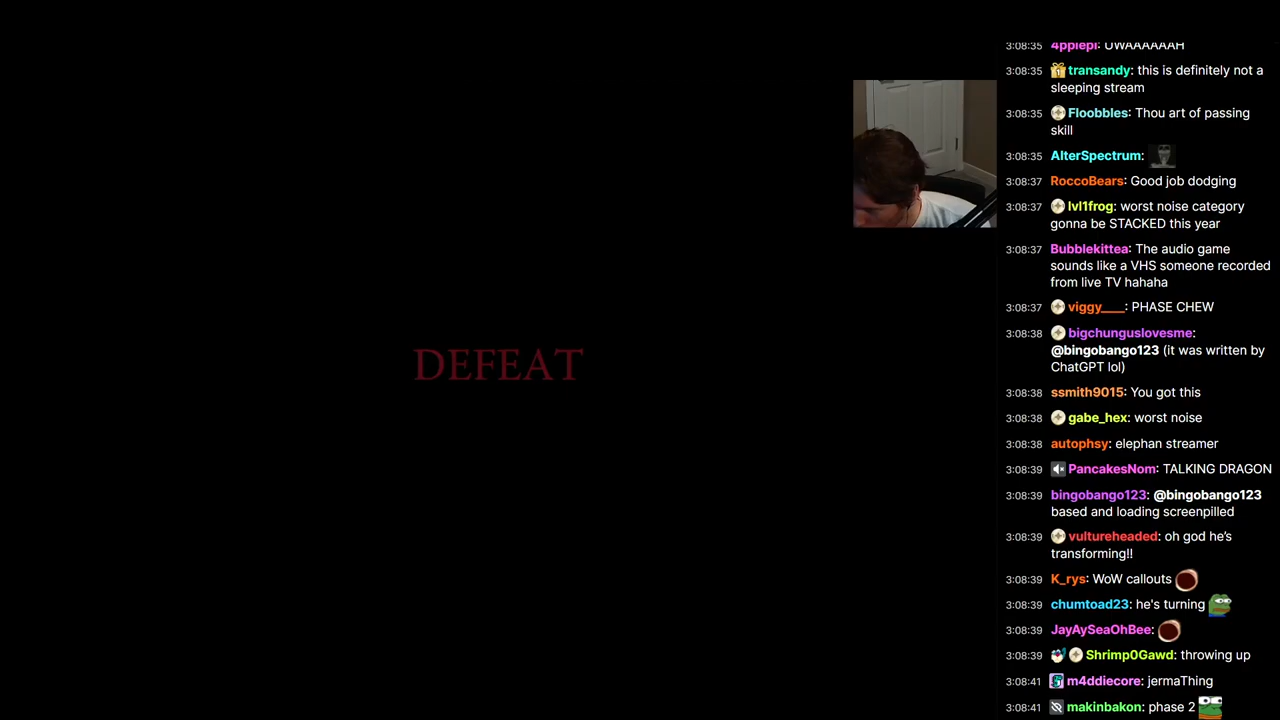 DEFEAT
3:08:35 4pplepi: UWAAAAAAH
3:08:35 transandy: this is definitely not a
sleeping stream
3:08:35 Floobbles: Thou art of passing
skill
3:08:35 AlterSpectrum:
3:08:37 RoccoBears: Good job dodging
3:08:37 lvl1frog: worst noise category
gonna be STACKED this year
3:08:37 Bubblekittea: The audio game
sounds like a VHS someone recorded
from live TV hahaha
3:08:37 viggy____: PHASE CHEW
3:08:38 bigchunguslovesme:
@bingobango123 (it was written by
ChatGPT lol)
3:08:38 ssmith9015: You got this
3:08:38 gabe_hex: worst noise
3:08:38 autophsy: elephan streamer
3:08:39 PancakesNom: TALKING DRAGON
3:08:39 bingobango123: @bingobango123
based and loading screenpilled
3:08:39 vultureheaded: oh god he’s
transforming!!
3:08:39 K_rys: WoW callouts
3:08:39 chumtoad23: he's turning
3:08:39 JayAySeaOhBee:
3:08:39 Shrimp0Gawd: throwing up
3:08:41 m4ddiecore: jermaThing
3:08:41 makinbakon: phase 2